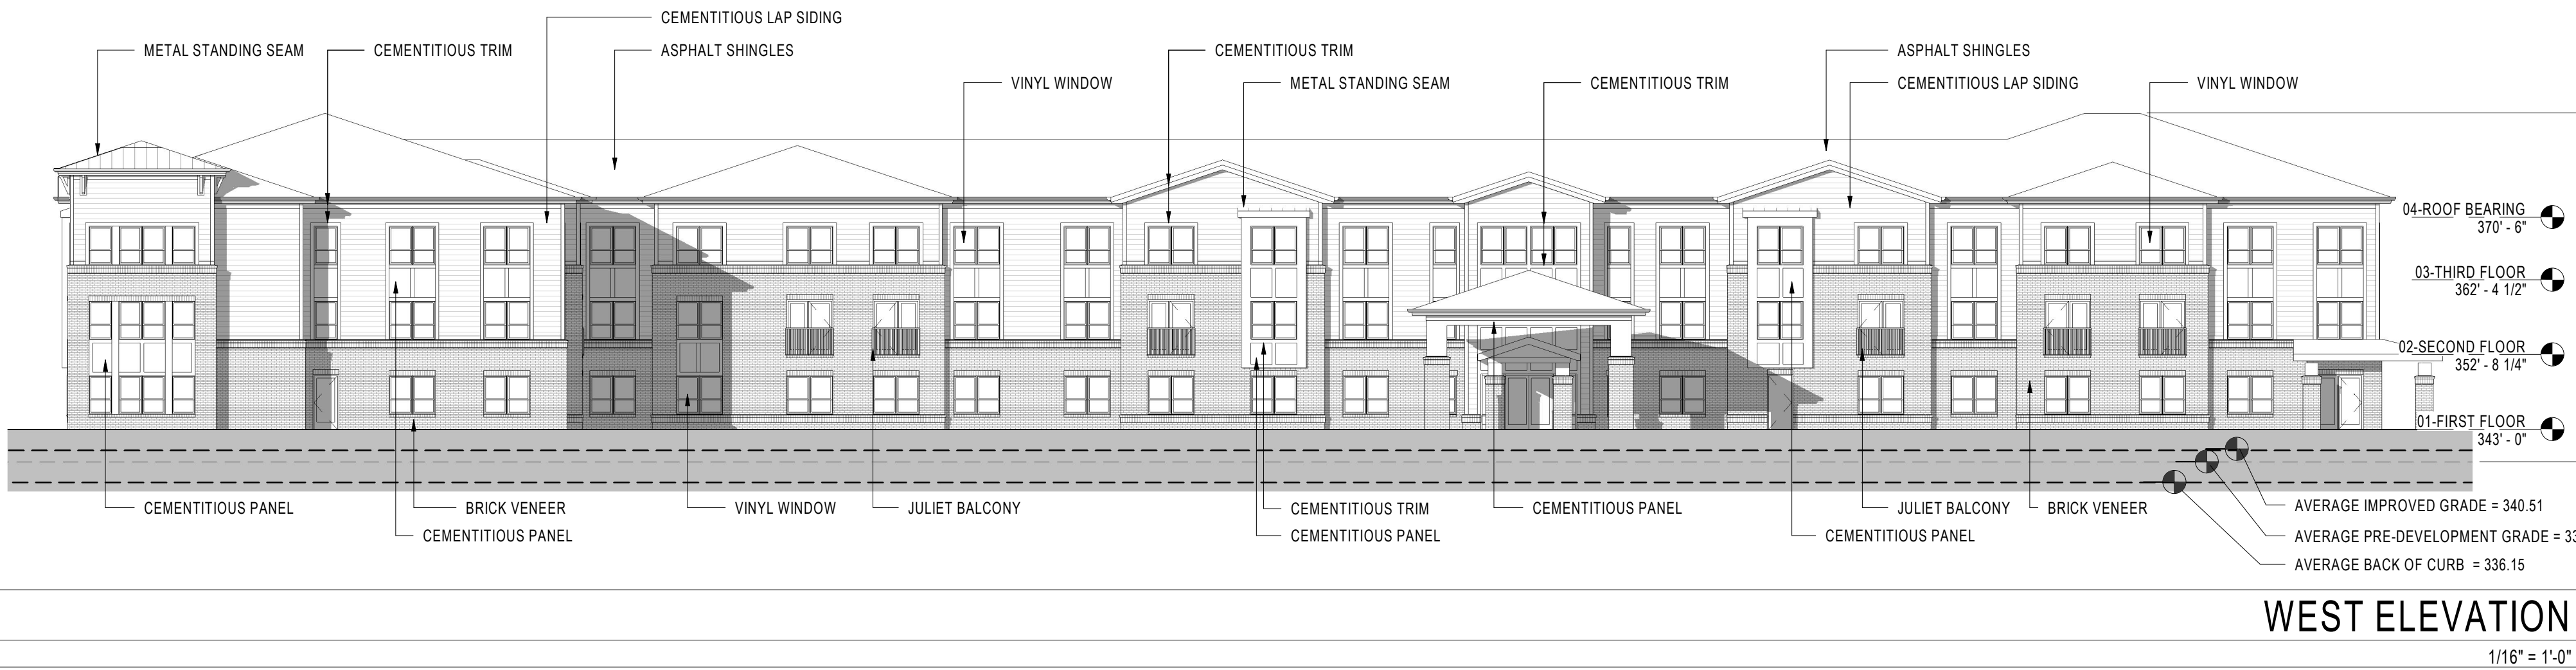 CEMENTITIOUS LAP SIDING
METAL STANDING SEAM
CEMENTITIOUS TRIM
ASPHALT SHINGLES
CEMENTITIOUS TRIM
ASPHALT SHINGLES
VINYL WINDOW
METAL STANDING SEAM
CEMENTITIOUS TRIM
CEMENTITIOUS LAP SIDING
VINYL WINDOW
04-ROOF BEARING
370' - 6"
03-THIRD FLOOR
362' - 4 1/2"
02-SECOND FLOOR
352' - 8 1/4"
01-FIRST FLOOR
343' - 0"
CEMENTITIOUS PANEL
BRICK VENEER
VINYL WINDOW
JULIET BALCONY
CEMENTITIOUS TRIM
CEMENTITIOUS PANEL
JULIET BALCONY
BRICK VENEER
AVERAGE IMPROVED GRADE = 340.51
CEMENTITIOUS PANEL
CEMENTITIOUS PANEL
CEMENTITIOUS PANEL
AVERAGE PRE-DEVELOPMENT GRADE = 33
AVERAGE BACK OF CURB = 336.15
WEST ELEVATION
1/16" = 1'-0"